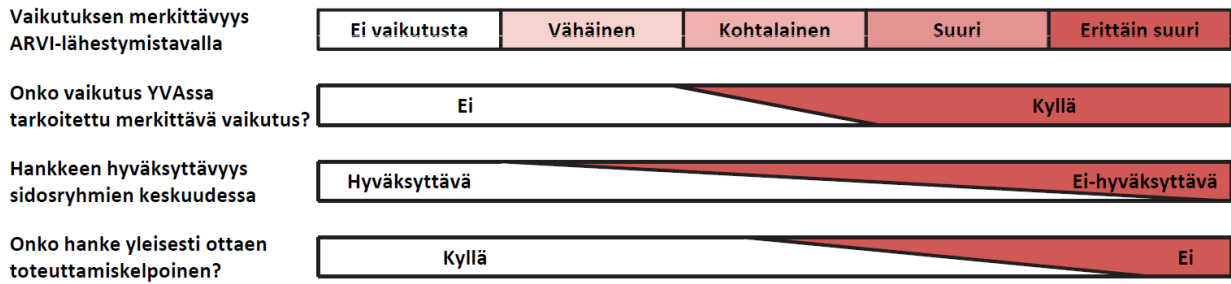 Vaikutuksen merkittävyys
ARVI-lähestymistavalla
Ei vaikutusta Vähäinen Kohtalainen Suuri Erittäin suuri
Onko vaikutus YVAssa
tarkoitettu merkittävä vaikutus?
Ei Kyllä
Hankkeen hyväksyttävyys
sidosryhmien keskuudessa
Hyväksyttävä Ei-hyväksyttävä
Onko hanke yleisesti ottaen
toteuttamiskelpoinen?
Kyllä Ei